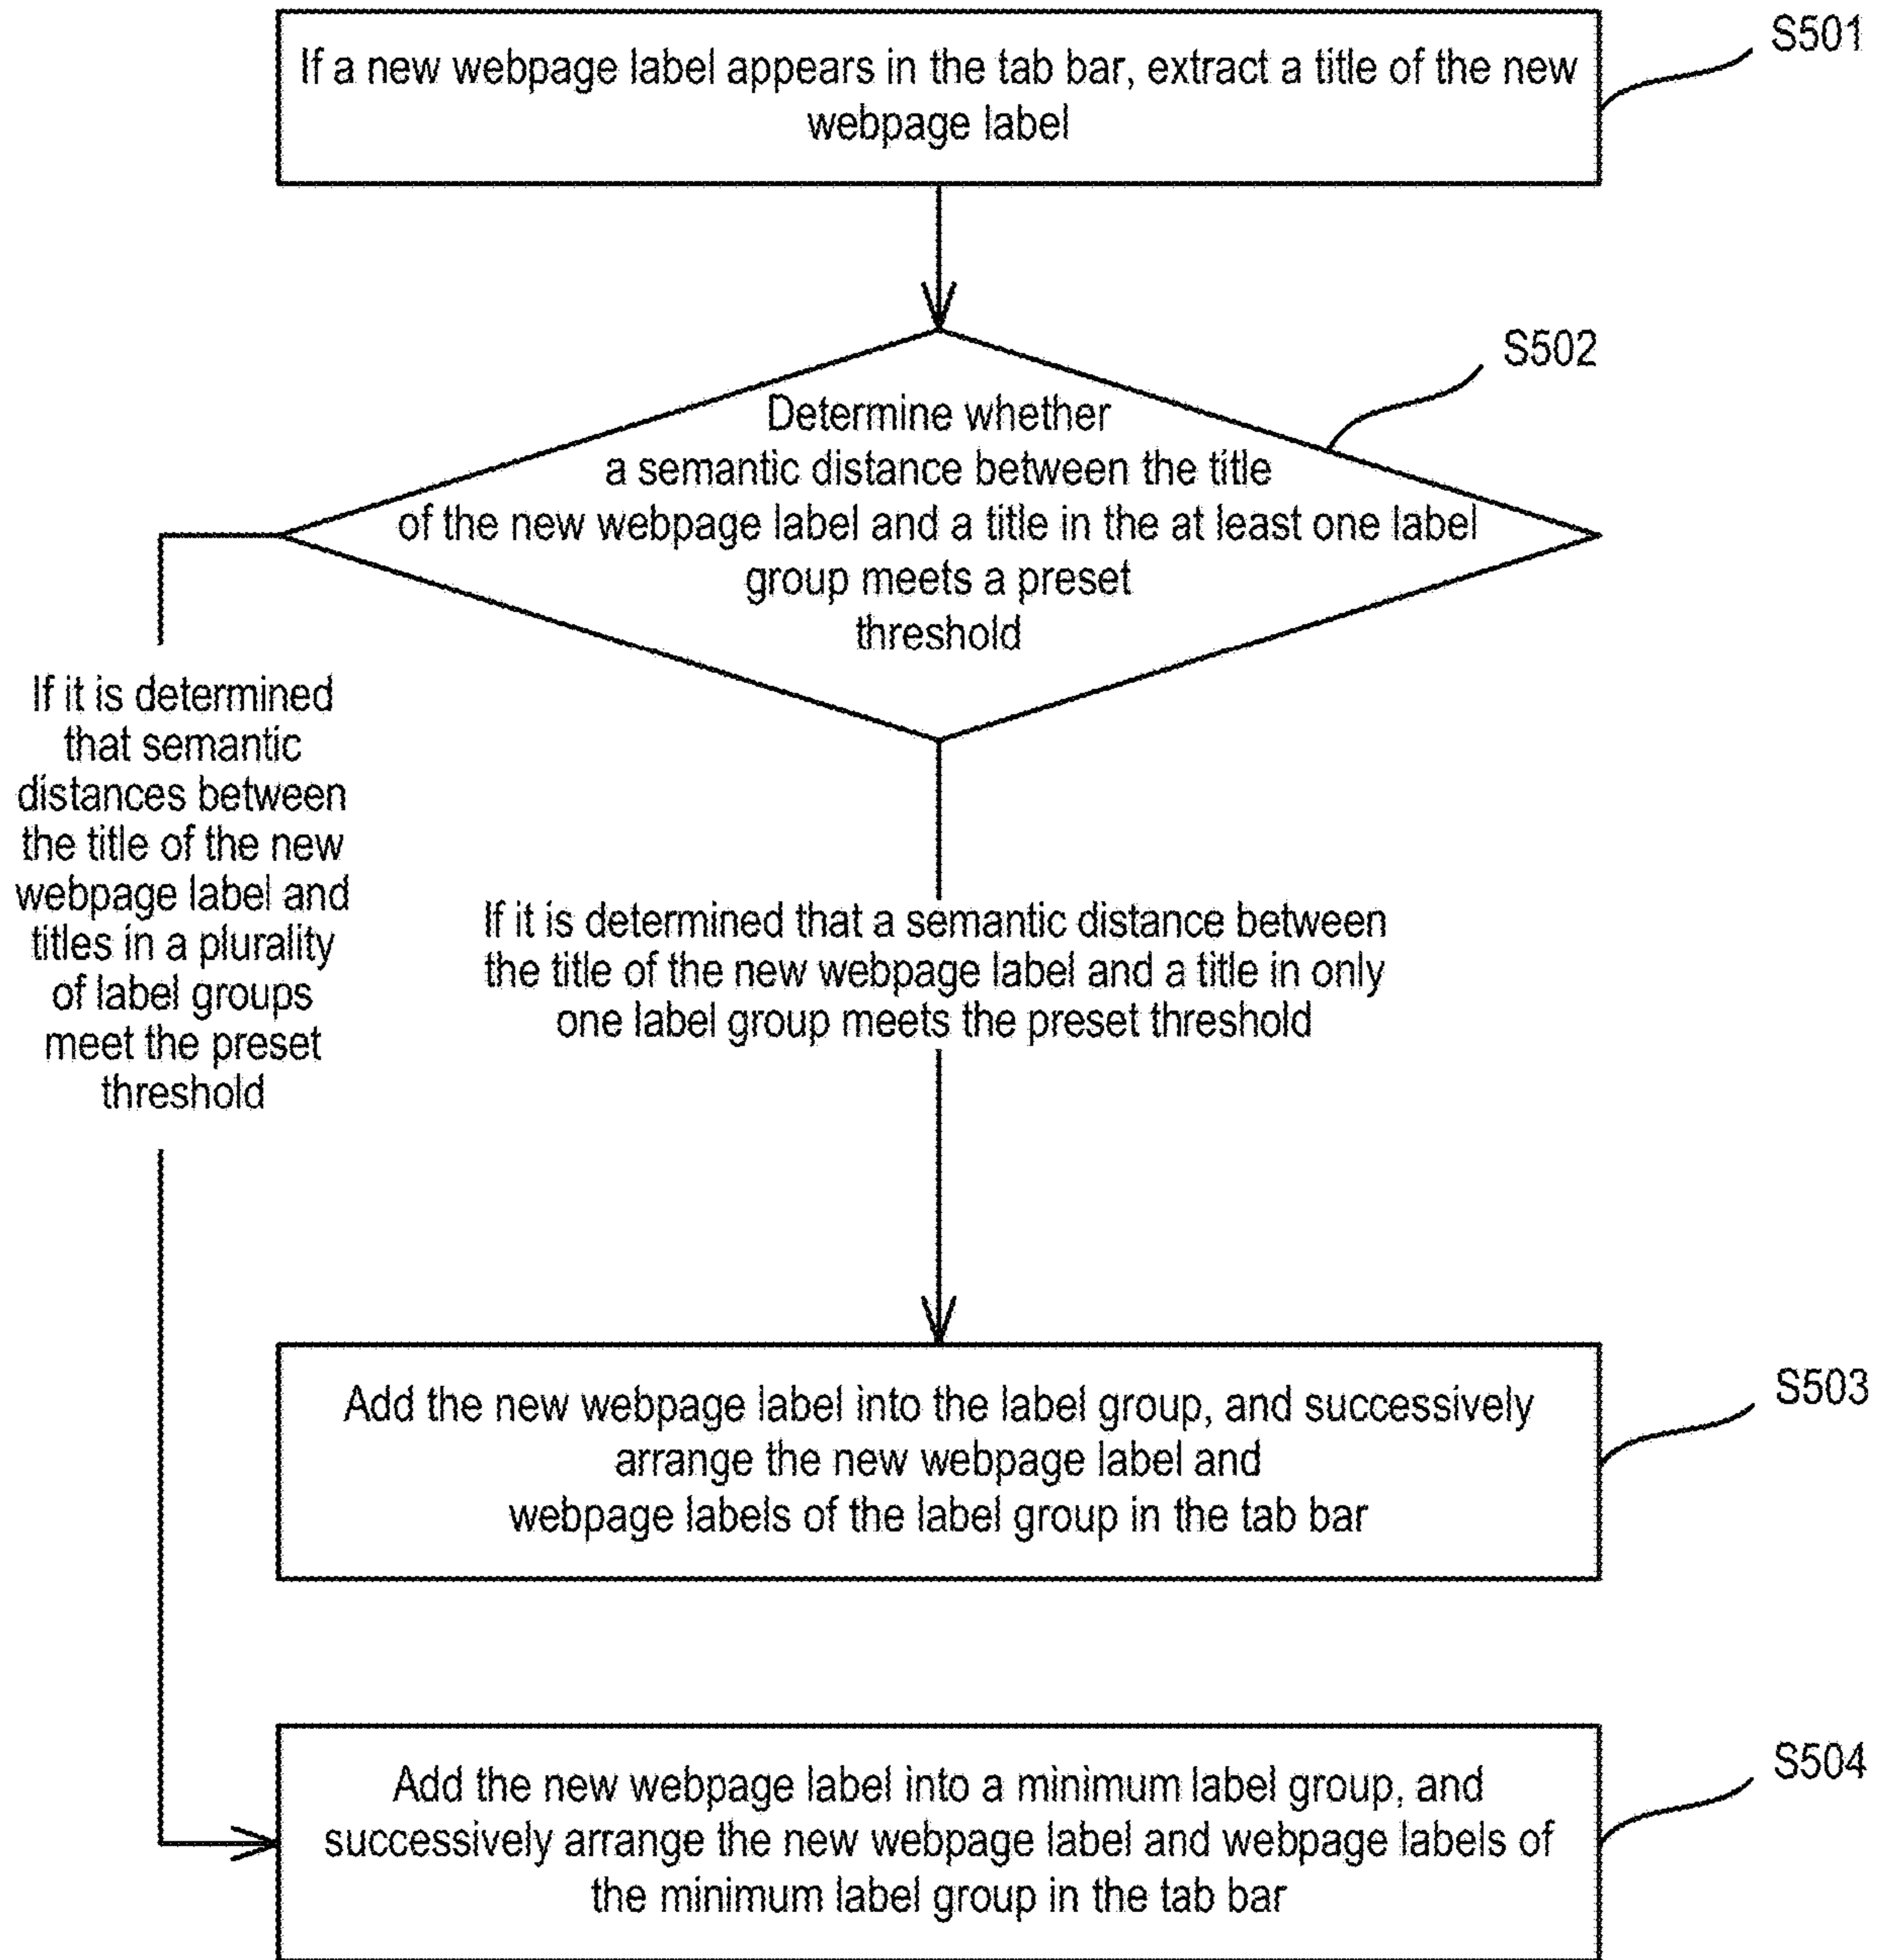 If a new webpage label appears in the tab bar, extract a title of the new
webpage label
S501
S502
Determine whether
a semantic distance between the title
of the new webpage label and a title in the at least one label
group meets a preset
threshold
If it is determined
that semantic
distances between
the title of the new
webpage label and
titles in a plurality
of label groups
meet the preset
threshold
If it is determined that a semantic distance between
the title of the new webpage label and a title in only
one label group meets the preset threshold
Add the new webpage label into the label group, and successively
arrange the new webpage label and
webpage labels of the label group in the tab bar
S503
Add the new webpage label into a minimum label group, and
successively arrange the new webpage label and webpage labels of
the minimum label group in the tab bar
S504